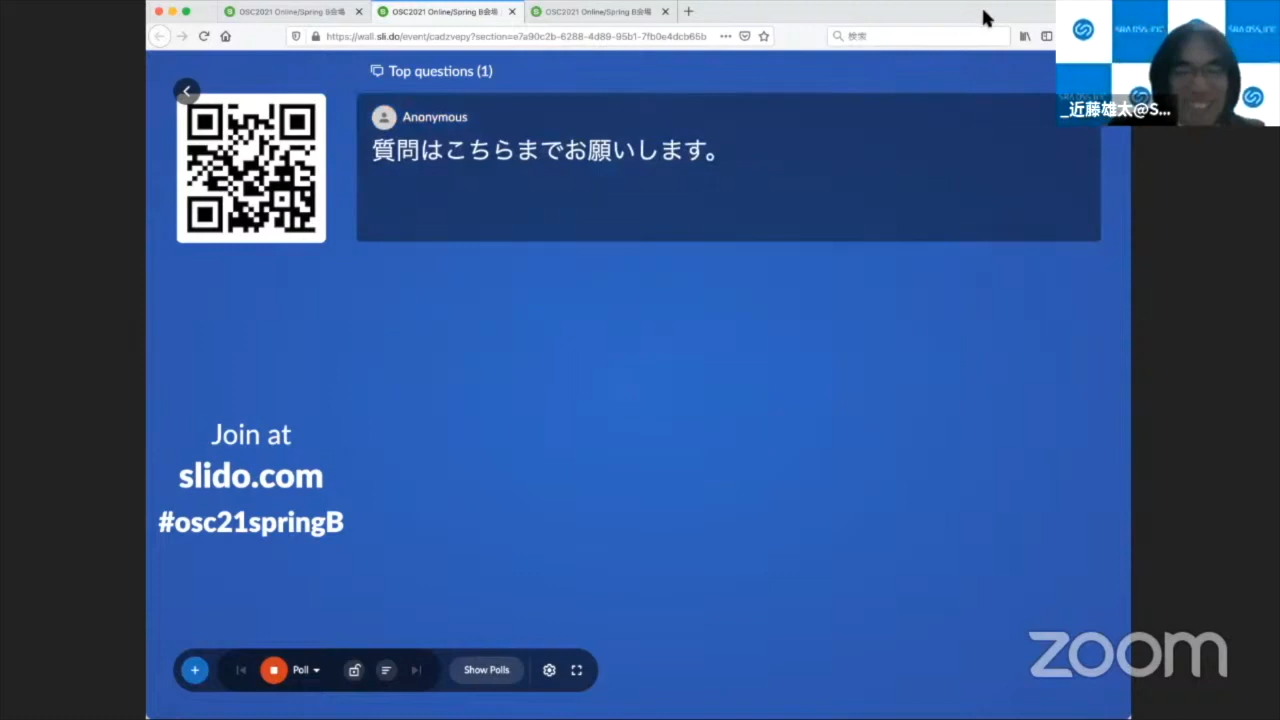 OSC2021 Online/Spring B会場
OSC2021 Online/Spring B会場
OSC2021 Online/Spring B会場
https://wall.sli.do/event/cadzvepy?section=e7a90c2b-6288-4d89-95b1-7fb0e4dcb65b
検索
_近藤雄太@S...
Top questions (1)
Anonymous
質問はこちらまでお願いします。
Join at
slido.com
#osc21springB
Poll
Show Polls
zoom